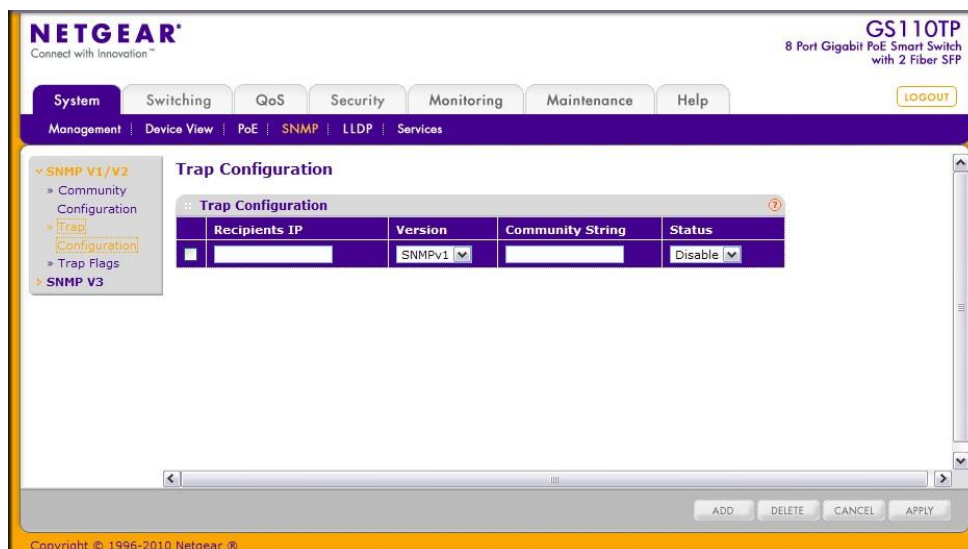 NETGEAR®
Connect with Innovation™
GS110TP
8 Port Gigabit PoE Smart Switch
with 2 Fiber SFP
System Switching QoS Security Monitoring Maintenance Help LOGOUT
Management Device View PoE SNMP LLDP Services
SNMP V1/V2
» Community
Configuration
» Trap
Configuration
» Trap Flags
SNMP V3
Trap Configuration
Trap Configuration ?
Recipients IP Version Community String Status
SNMPv1 Disable
ADD DELETE CANCEL APPLY
Copyright © 1996-2010 Netgear ®